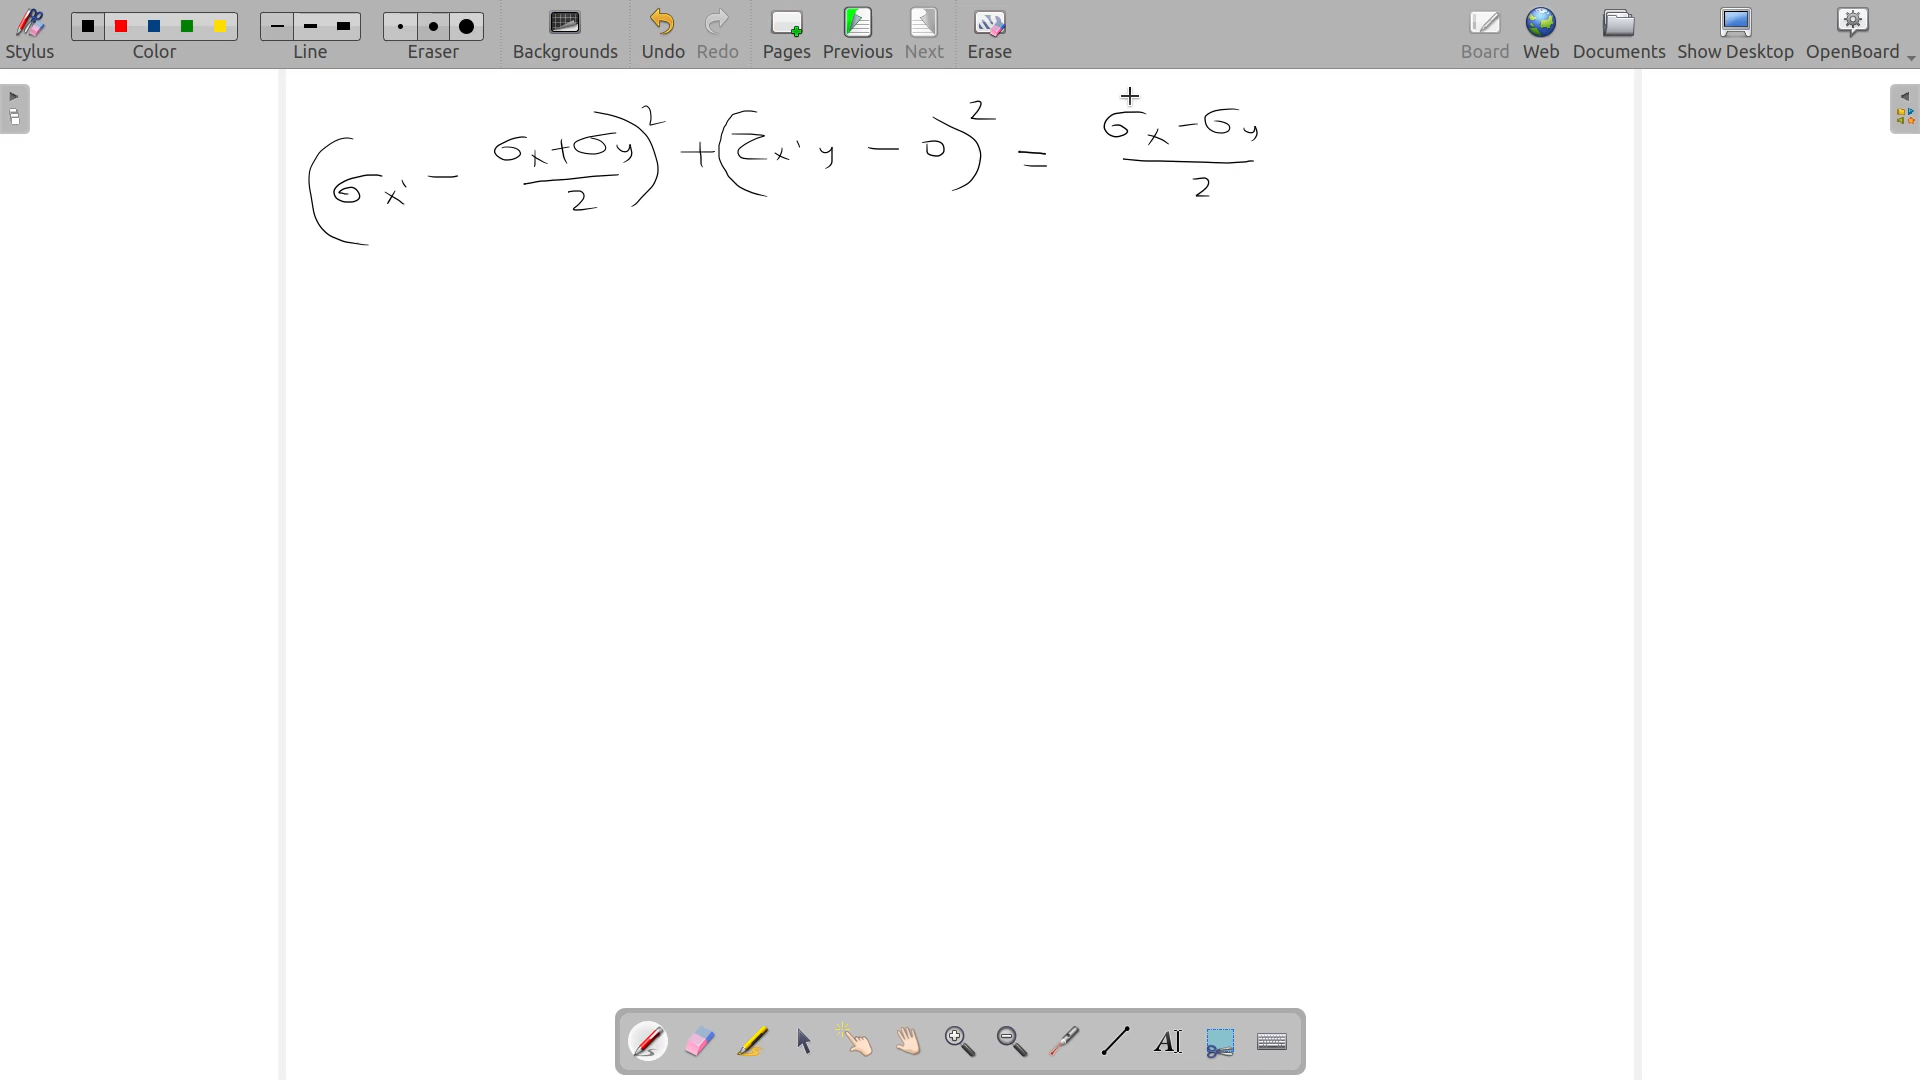 Stylus Color Line Eraser Backgrounds Undo Redo Pages Previous Next Erase Board Web Documents Show Desktop OpenBoard
(σx' − (σx+σy)/2)² + (τx'y − 0)² = (σx−σy)/2